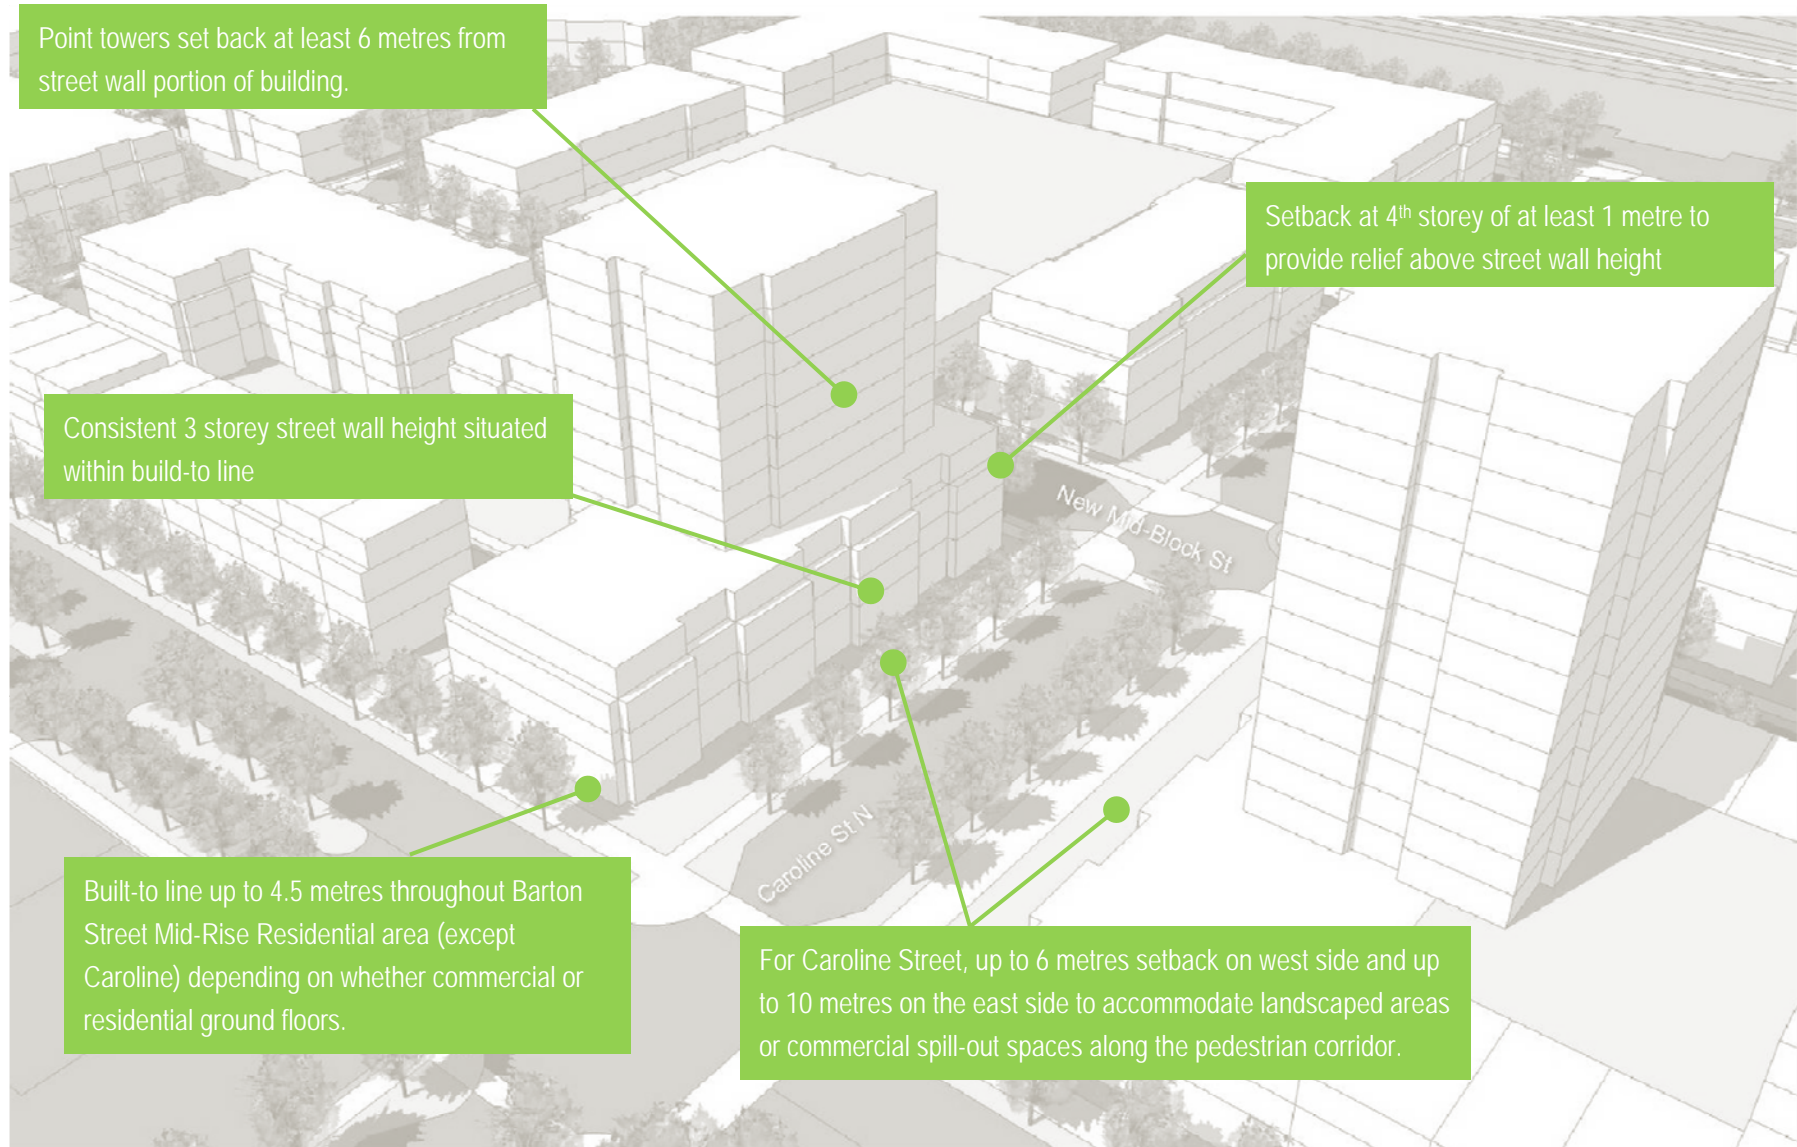 Point towers set back at least 6 metres from
street wall portion of building.
Setback at 4th storey of at least 1 metre to
provide relief above street wall height
Consistent 3 storey street wall height situated
within build-to line
New Mid-Block St
Caroline St N
Built-to line up to 4.5 metres throughout Barton
Street Mid-Rise Residential area (except
Caroline) depending on whether commercial or
residential ground floors.
For Caroline Street, up to 6 metres setback on west side and up
to 10 metres on the east side to accommodate landscaped areas
or commercial spill-out spaces along the pedestrian corridor.